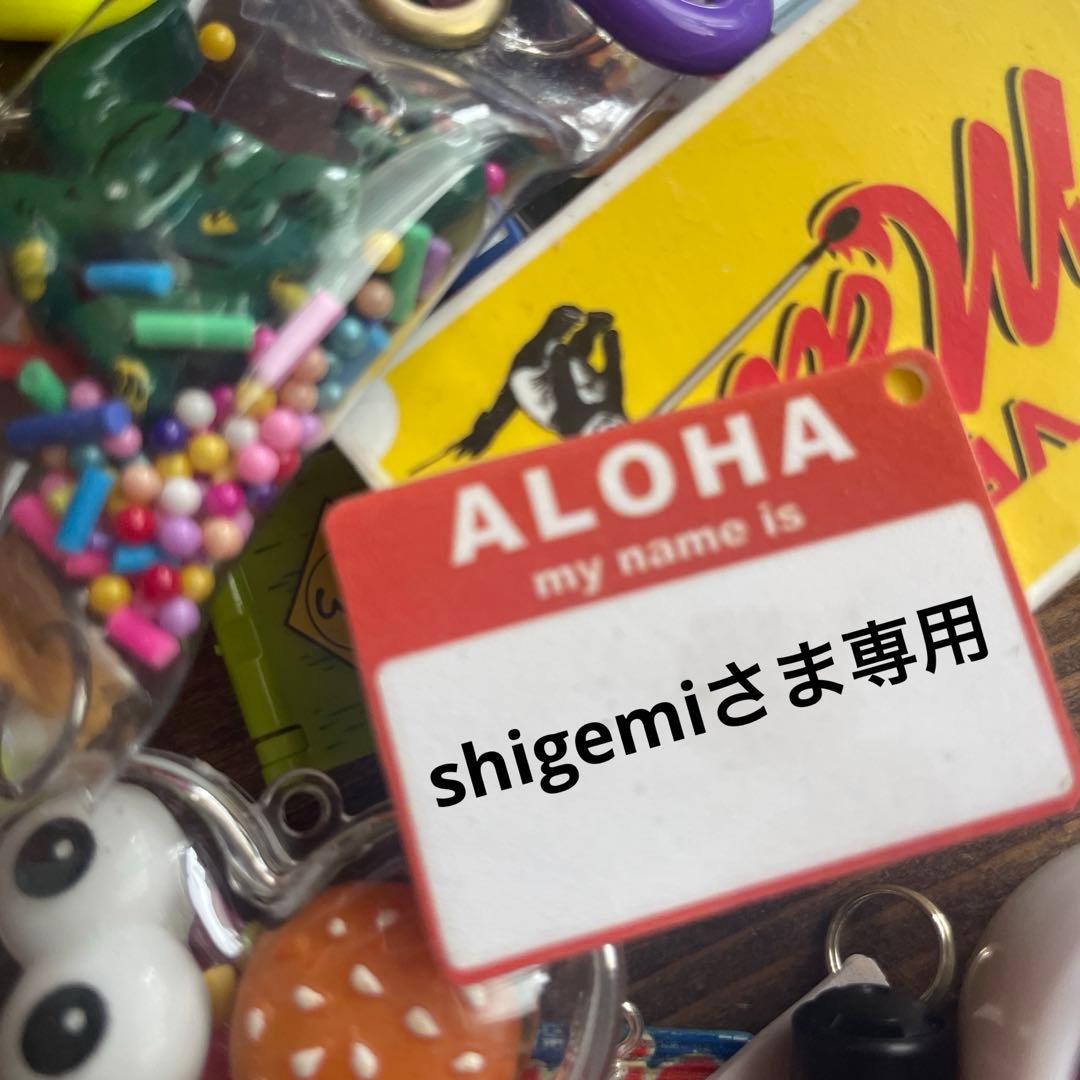 ALOHA
my name is
shigemiさま専用